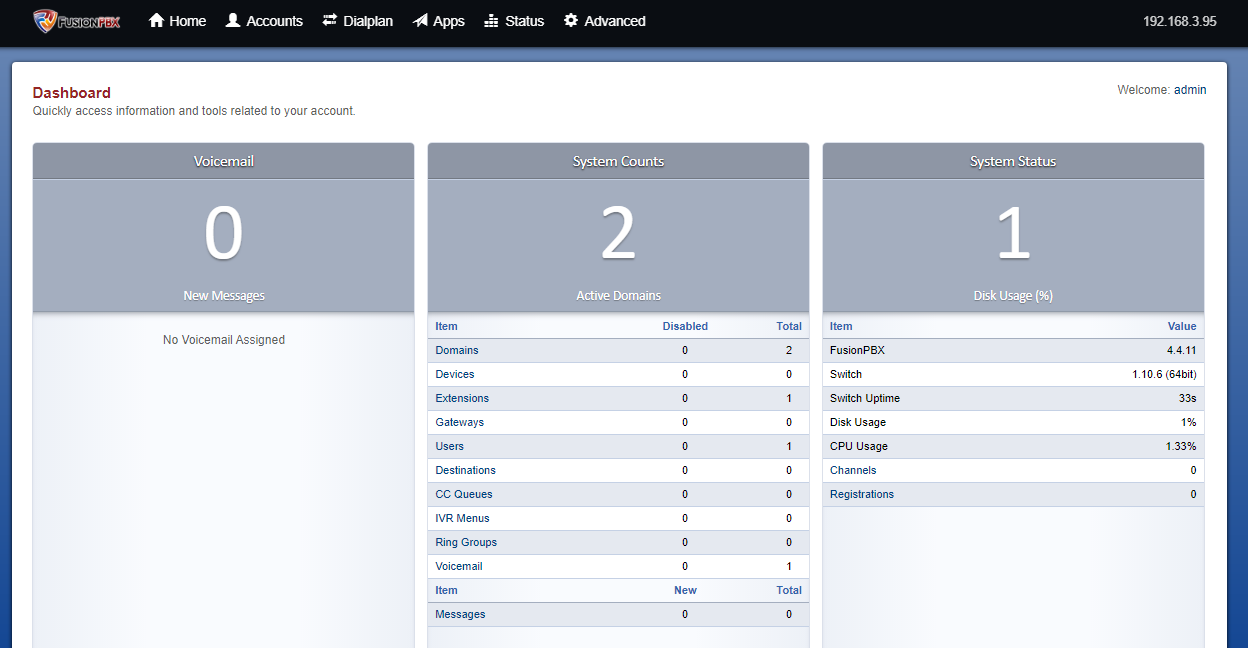 FUSIONPBX Home Accounts Dialplan Apps Status Advanced 192.168.3.95
Dashboard
Welcome: admin
Quickly access information and tools related to your account.
Voicemail
0
New Messages
No Voicemail Assigned
System Counts
2
Active Domains
Item Disabled Total
Domains 0 2
Devices 0 0
Extensions 0 1
Gateways 0 0
Users 0 1
Destinations 0 0
CC Queues 0 0
IVR Menus 0 0
Ring Groups 0 0
Voicemail 0 1
Item New Total
Messages 0 0
System Status
1
Disk Usage (%)
Item Value
FusionPBX 4.4.11
Switch 1.10.6 (64bit)
Switch Uptime 33s
Disk Usage 1%
CPU Usage 1.33%
Channels 0
Registrations 0